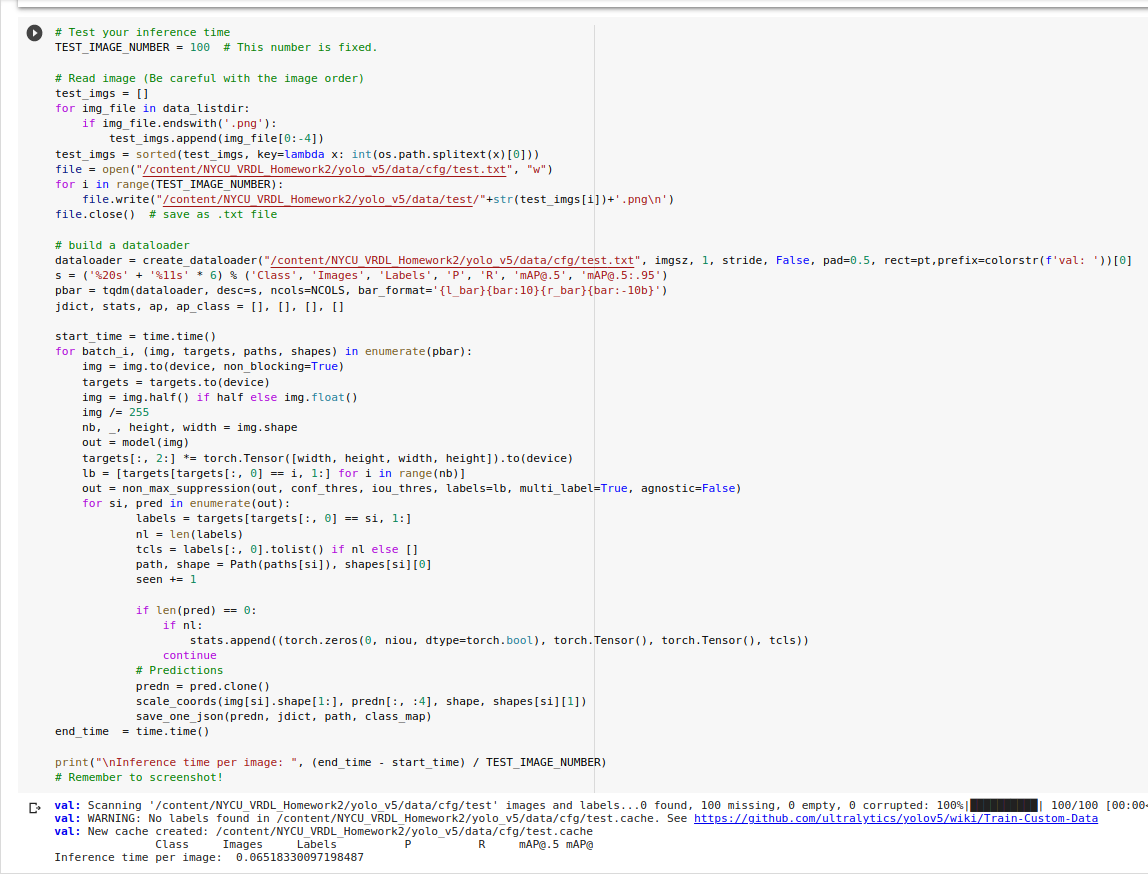 # Test your inference time
TEST_IMAGE_NUMBER = 100  # This number is fixed.

# Read image (Be careful with the image order)
test_imgs = []
for img_file in data_listdir:
    if img_file.endswith('.png'):
        test_imgs.append(img_file[0:-4])
test_imgs = sorted(test_imgs, key=lambda x: int(os.path.splitext(x)[0]))
file = open("/content/NYCU_VRDL_Homework2/yolo_v5/data/cfg/test.txt", "w")
for i in range(TEST_IMAGE_NUMBER):
    file.write("/content/NYCU_VRDL_Homework2/yolo_v5/data/test/"+str(test_imgs[i])+'.png\n')
file.close()  # save as .txt file

# build a dataloader
dataloader = create_dataloader("/content/NYCU_VRDL_Homework2/yolo_v5/data/cfg/test.txt", imgsz, 1, stride, False, pad=0.5, rect=pt,prefix=colorstr(f'val: '))[0]
s = ('%20s' + '%11s' * 6) % ('Class', 'Images', 'Labels', 'P', 'R', 'mAP@.5', 'mAP@.5:.95')
pbar = tqdm(dataloader, desc=s, ncols=NCOLS, bar_format='{l_bar}{bar:10}{r_bar}{bar:-10b}')
jdict, stats, ap, ap_class = [], [], [], []

start_time = time.time()
for batch_i, (img, targets, paths, shapes) in enumerate(pbar):
    img = img.to(device, non_blocking=True)
    targets = targets.to(device)
    img = img.half() if half else img.float()
    img /= 255
    nb, _, height, width = img.shape
    out = model(img)
    targets[:, 2:] *= torch.Tensor([width, height, width, height]).to(device)
    lb = [targets[targets[:, 0] == i, 1:] for i in range(nb)]
    out = non_max_suppression(out, conf_thres, iou_thres, labels=lb, multi_label=True, agnostic=False)
    for si, pred in enumerate(out):
            labels = targets[targets[:, 0] == si, 1:]
            nl = len(labels)
            tcls = labels[:, 0].tolist() if nl else []
            path, shape = Path(paths[si]), shapes[si][0]
            seen += 1

            if len(pred) == 0:
                if nl:
                    stats.append((torch.zeros(0, niou, dtype=torch.bool), torch.Tensor(), torch.Tensor(), tcls))
                continue
            # Predictions
            predn = pred.clone()
            scale_coords(img[si].shape[1:], predn[:, :4], shape, shapes[si][1])
            save_one_json(predn, jdict, path, class_map)
end_time  = time.time()

print("\nInference time per image: ", (end_time - start_time) / TEST_IMAGE_NUMBER)
# Remember to screenshot!
val: Scanning '/content/NYCU_VRDL_Homework2/yolo_v5/data/cfg/test' images and labels...0 found, 100 missing, 0 empty, 0 corrupted: 100%|██████████| 100/100 [00:00<
val: WARNING: No labels found in /content/NYCU_VRDL_Homework2/yolo_v5/data/cfg/test.cache. See https://github.com/ultralytics/yolov5/wiki/Train-Custom-Data
val: New cache created: /content/NYCU_VRDL_Homework2/yolo_v5/data/cfg/test.cache
               Class     Images     Labels          P          R     mAP@.5 mAP@
Inference time per image:  0.06518330097198487